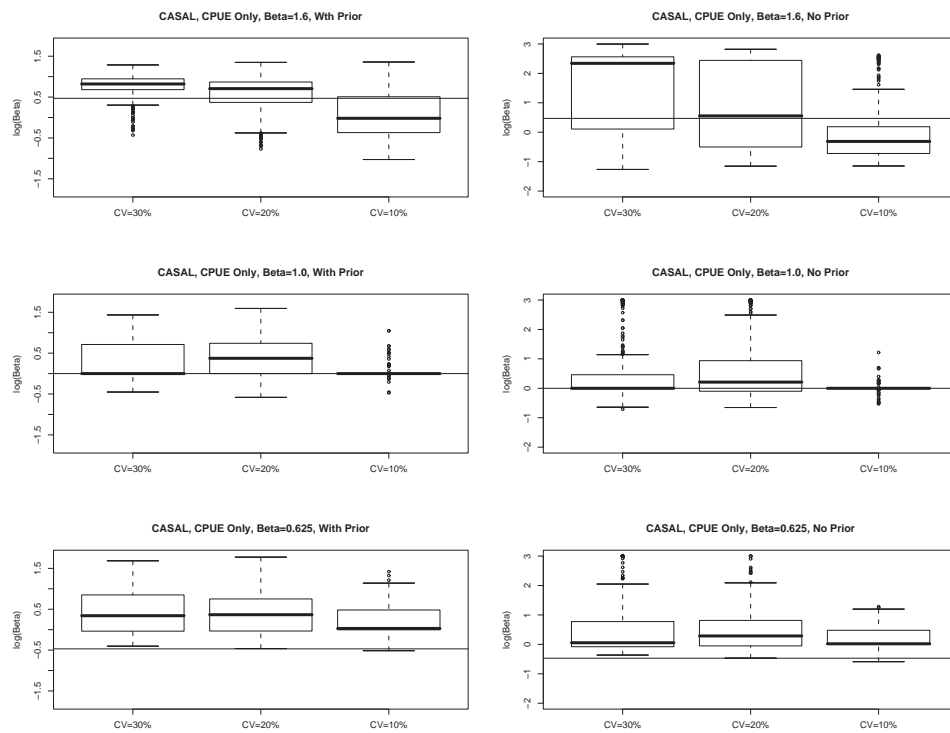 CASAL, CPUE Only, Beta=1.6, Wth Prior
log(Beta)
1.5
0.5
−0.5
−1.5
CV=30% CV=20% CV=10%
CASAL, CPUE Only, Beta=1.6, No Prior
log(Beta)
3
2
1
0
−1
−2
CV=30% CV=20% CV=10%
CASAL, CPUE Only, Beta=1.0, With Prior
log(Beta)
1.5
0.5
−0.5
−1.5
CV=30% CV=20% CV=10%
CASAL, CPUE Only, Beta=1.0, No Prior
log(Beta)
3
2
1
0
−1
−2
CV=30% CV=20% CV=10%
CASAL, CPUE Only, Beta=0.625, With Prior
log(Beta)
1.5
0.5
−0.5
−1.5
CV=30% CV=20% CV=10%
CASAL, CPUE Only, Beta=0.625, No Prior
log(Beta)
3
2
1
0
−1
−2
CV=30% CV=20% CV=10%